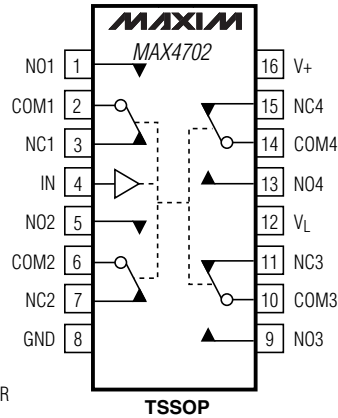 MAXIM
MAX4702
NO1 1
COM1 2
NC1 3
IN 4
NO2 5
COM2 6
NC2 7
GND 8
16 V+
15 NC4
14 COM4
13 NO4
12 VL
11 NC3
10 COM3
9 NO3
R
TSSOP